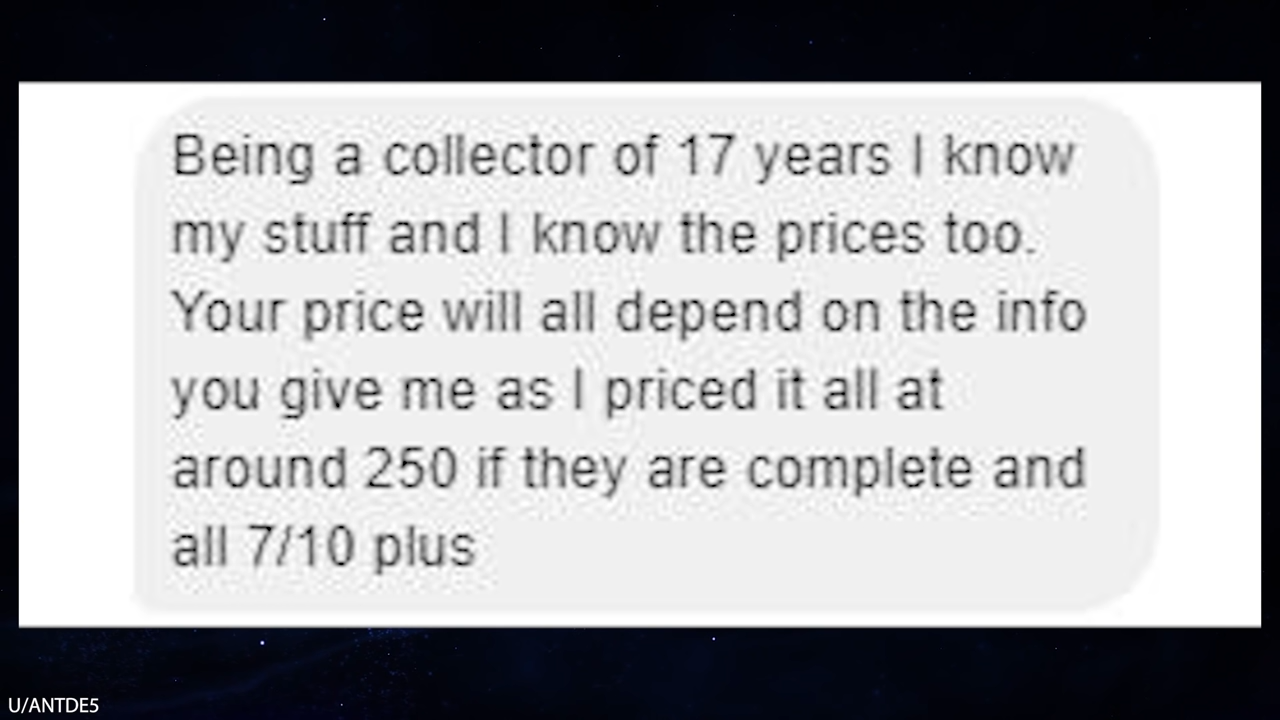 Being a collector of 17 years I know
my stuff and I know the prices too.
Your price will all depend on the info
you give me as I priced it all at
around 250 if they are complete and
all 7/10 plus
U/ANTDE5